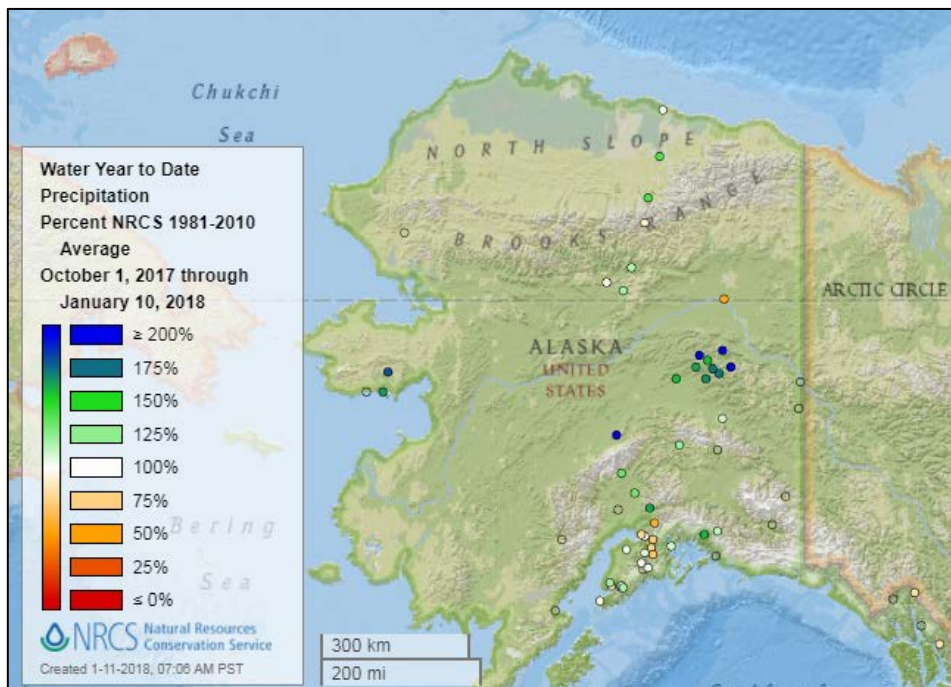 Chukchi
Sea
NORTH SLOPE
BROOKS RANGE
ARCTIC CIRCLE
ALASKA
UNITED
STATES
Bering
Sea
Water Year to Date
Precipitation
Percent NRCS 1981-2010
Average
October 1, 2017 through
January 10, 2018
≥ 200%
175%
150%
125%
100%
75%
50%
25%
≤ 0%
NRCS Natural Resources
Conservation Service
Created 1-11-2018, 07:06 AM PST
300 km
200 mi